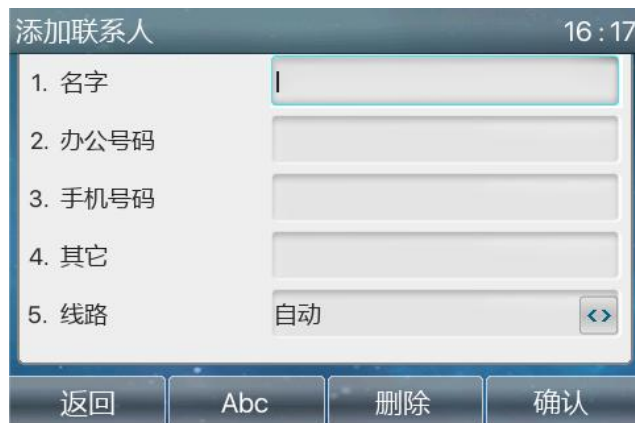 添加联系人 16:17
1. 名字
2. 办公号码
3. 手机号码
4. 其它
5. 线路 自动
返回 Abc 删除 确认